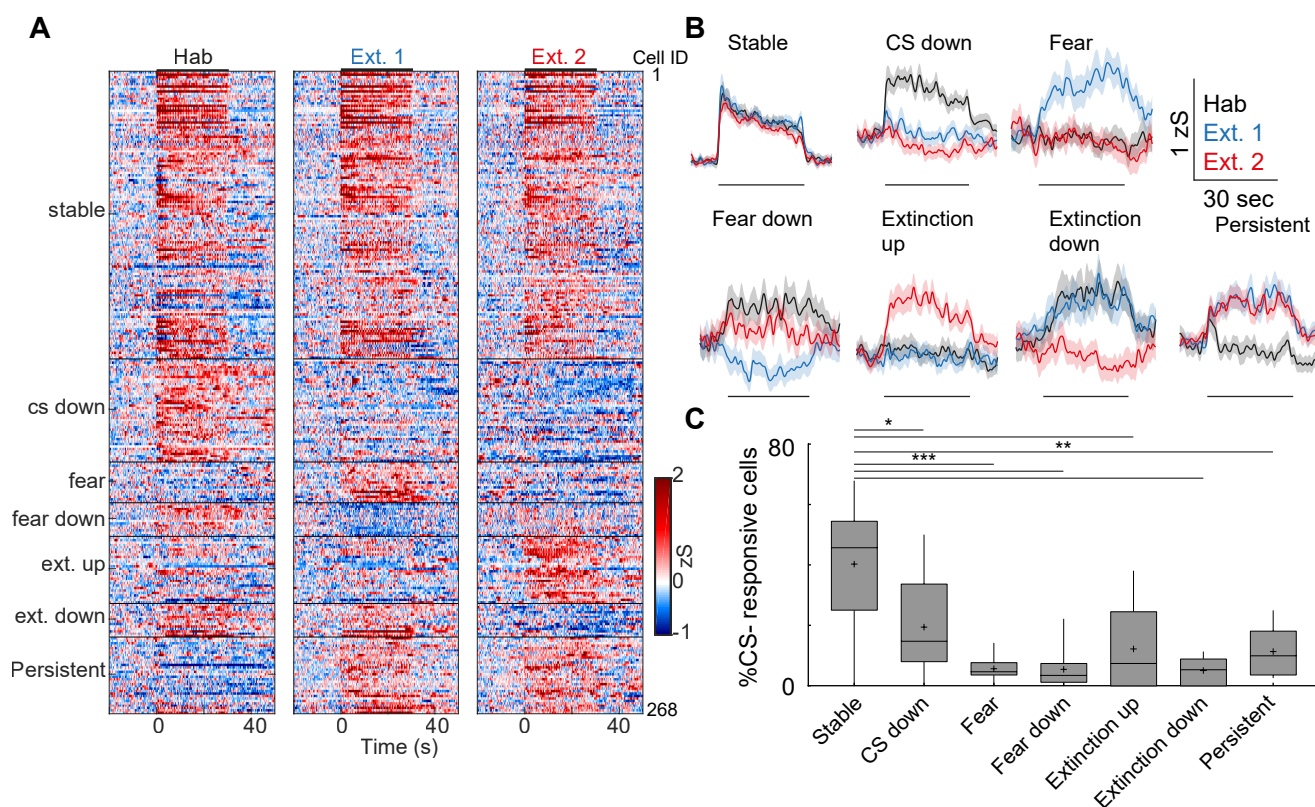 A
Hab
Ext. 1
Ext. 2
Cell ID
1
stable
cs down
fear
fear down
ext. up
ext. down
Persistent
268
0
40
0
40
0
40
Time (s)
2
0
-1
zS
B
Stable
CS down
Fear
1 zS
Hab
Ext. 1
Ext. 2
30 sec
Fear down
Extinction
up
Extinction
down
Persistent
C
%CS- responsive cells
80
0
*
**
***
Stable
CS down
Fear
Fear down
Extinction up
Extinction down
Persistent